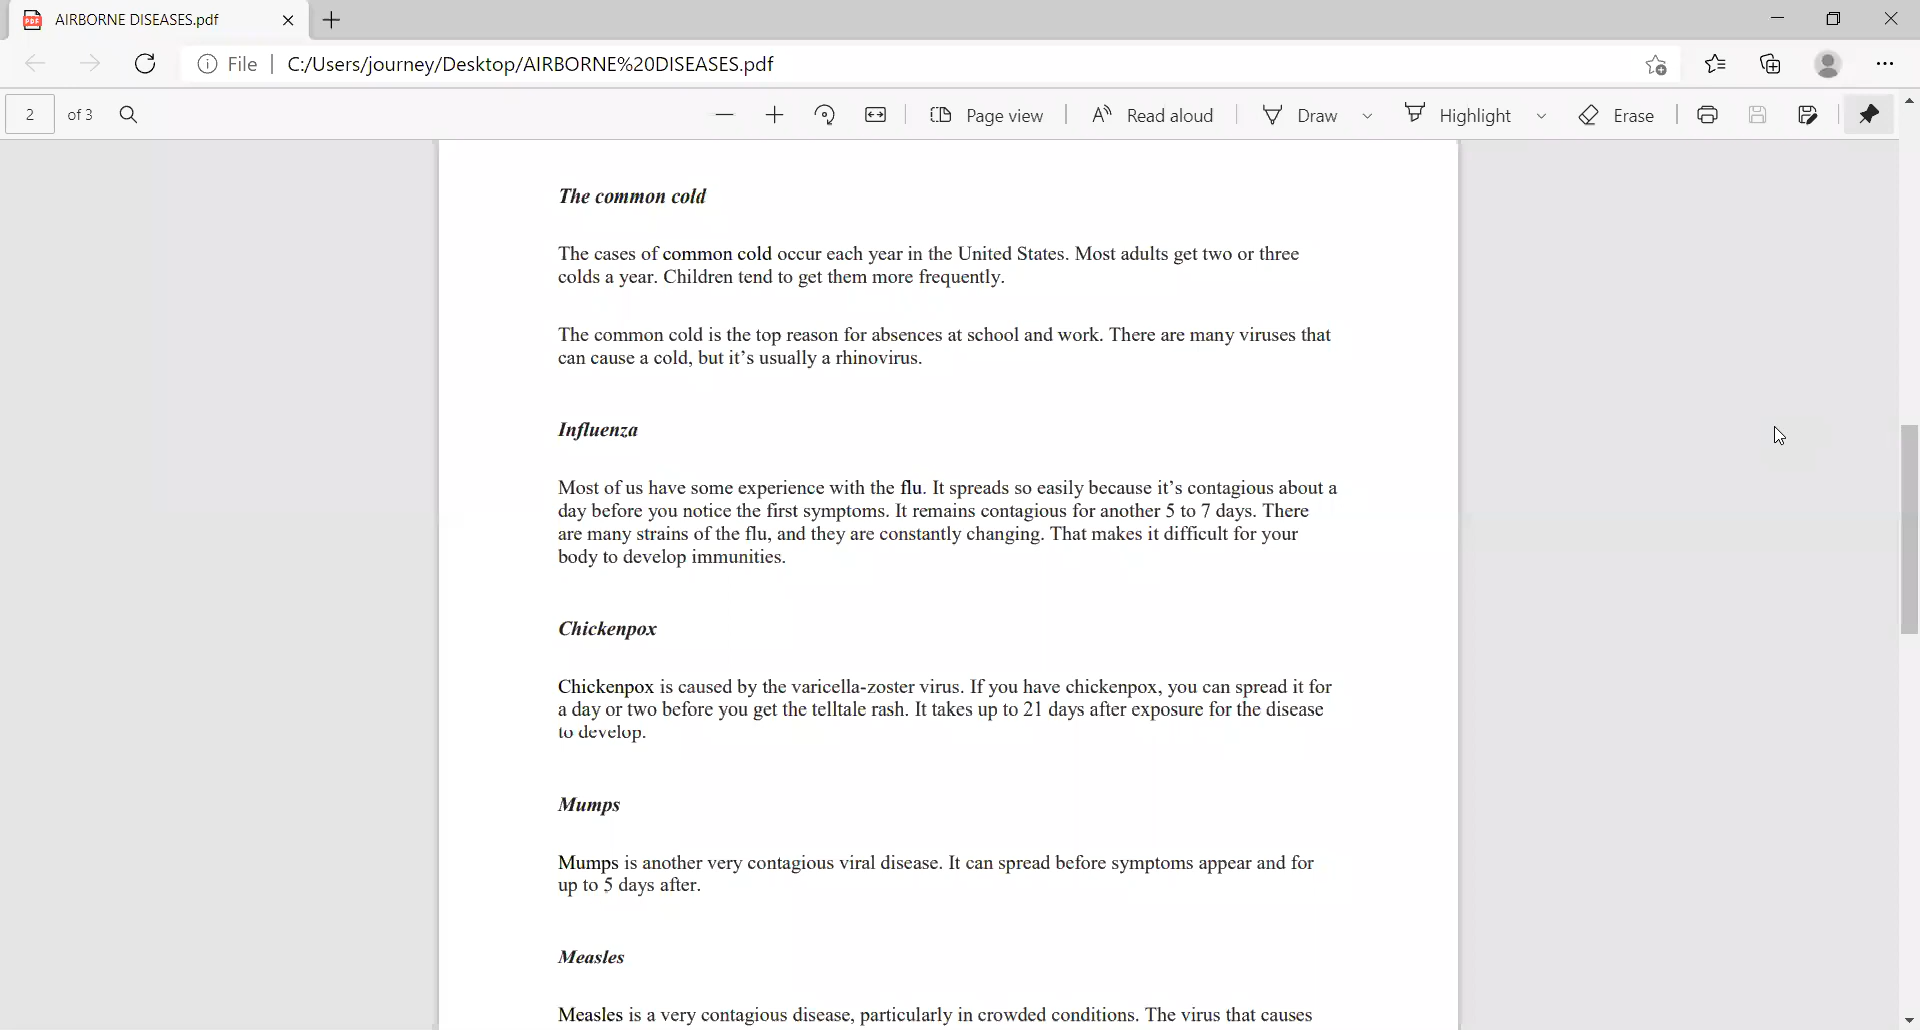 AIRBORNE DISEASES.pdf
File | C:/Users/journey/Desktop/AIRBORNE%20DISEASES.pdf
2 of 3 Page view Read aloud Draw Highlight Erase
The common cold
The cases of common cold occur each year in the United States. Most adults get two or three
colds a year. Children tend to get them more frequently.
The common cold is the top reason for absences at school and work. There are many viruses that
can cause a cold, but it’s usually a rhinovirus.
Influenza
Most of us have some experience with the flu. It spreads so easily because it’s contagious about a
day before you notice the first symptoms. It remains contagious for another 5 to 7 days. There
are many strains of the flu, and they are constantly changing. That makes it difficult for your
body to develop immunities.
Chickenpox
Chickenpox is caused by the varicella-zoster virus. If you have chickenpox, you can spread it for
a day or two before you get the telltale rash. It takes up to 21 days after exposure for the disease
to develop.
Mumps
Mumps is another very contagious viral disease. It can spread before symptoms appear and for
up to 5 days after.
Measles
Measles is a very contagious disease, particularly in crowded conditions. The virus that causes